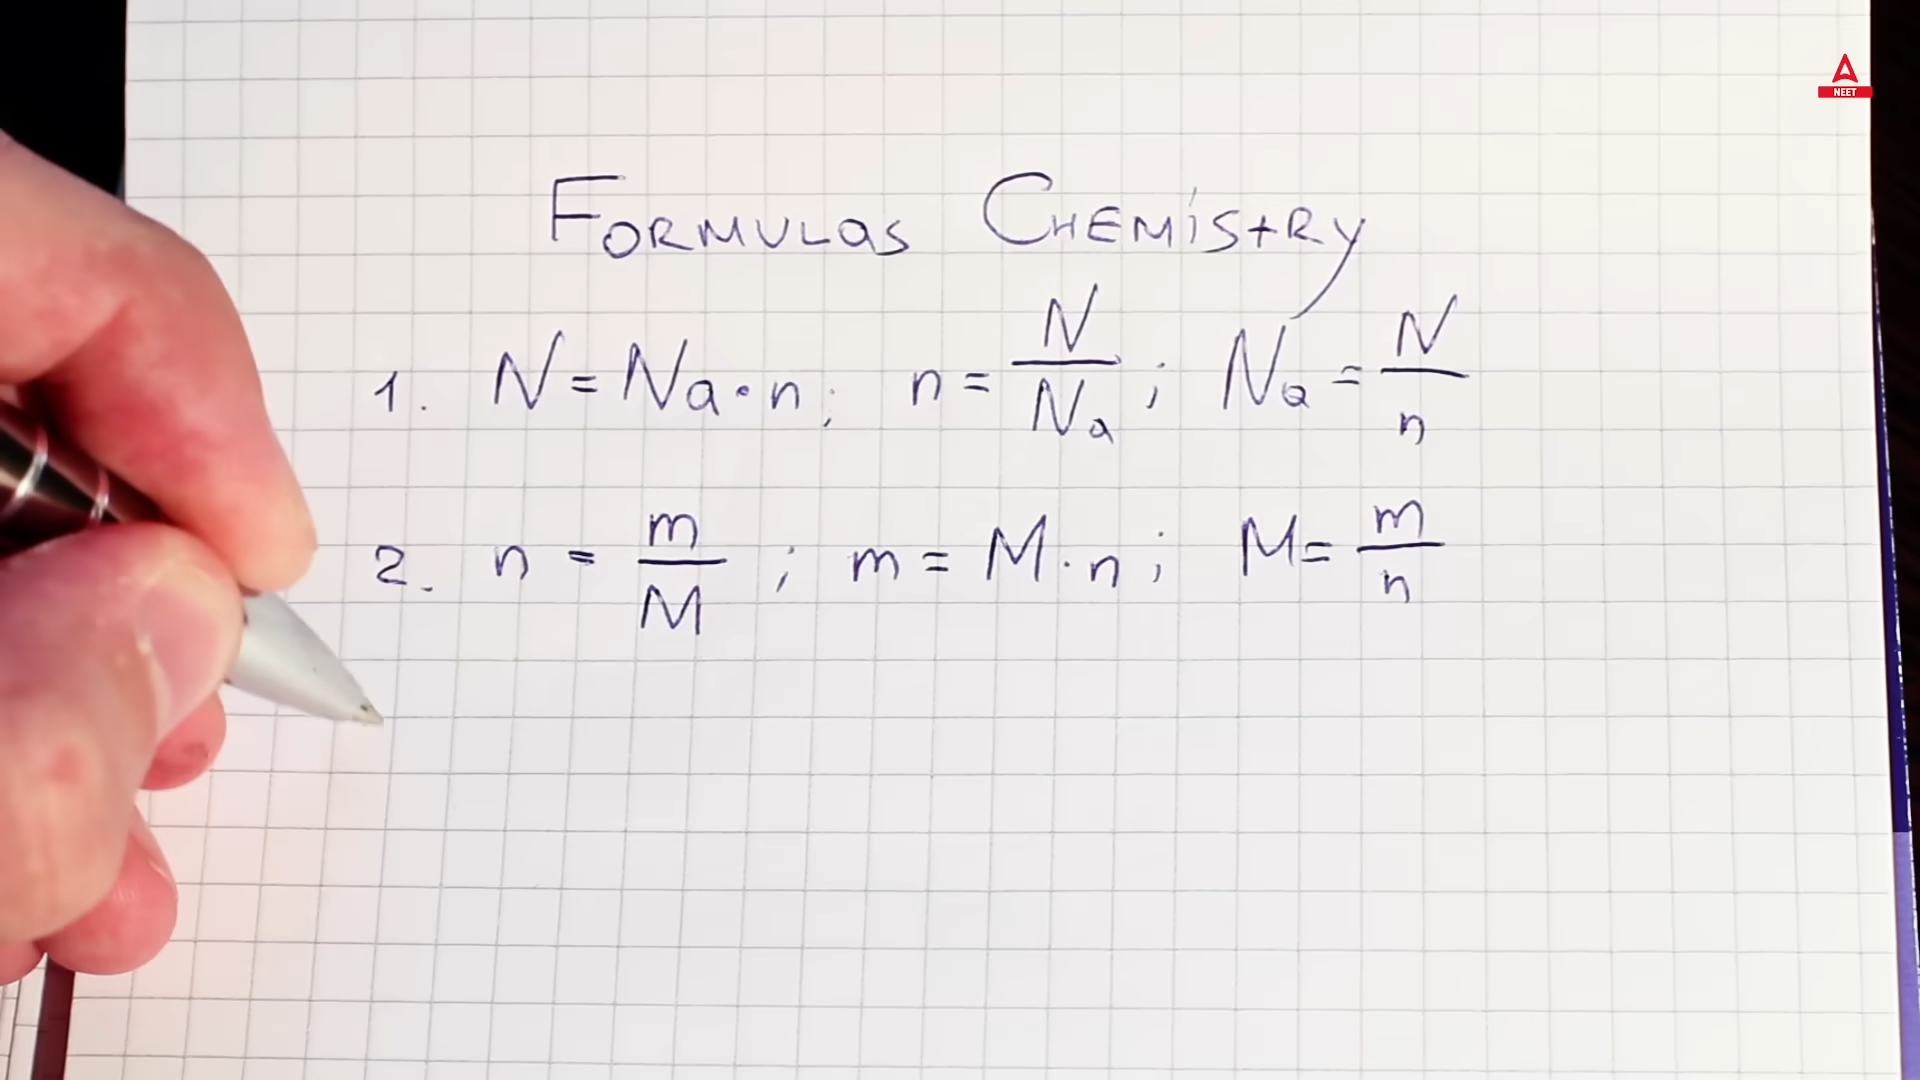 NEET
FORMULAS CHEMiSTRY
1. N = Na · n; n = N/Na; Na = N/n
2. n = m/M; m = M · n; M = m/n